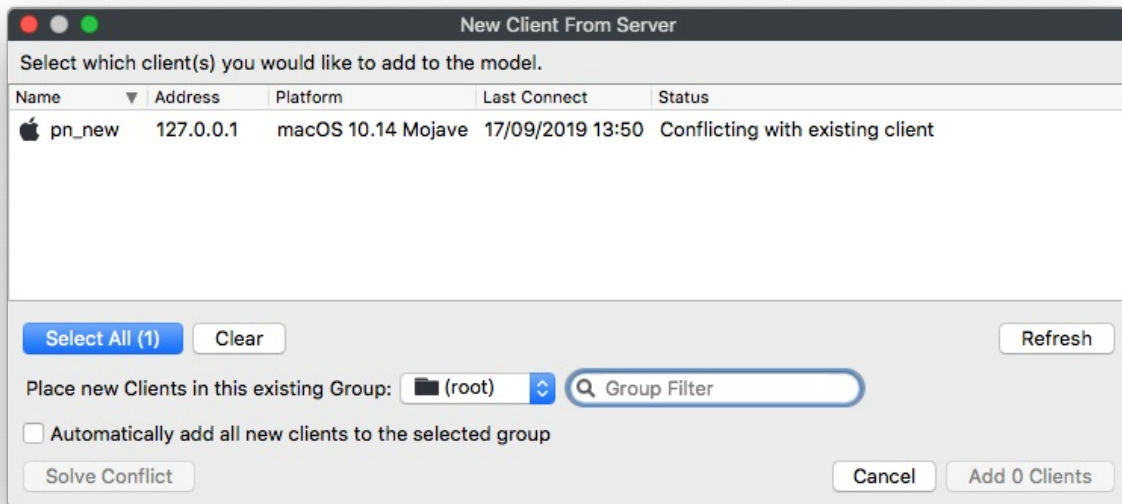 New Client From Server
Select which client(s) you would like to add to the model.
Name Address Platform Last Connect Status
pn_new 127.0.0.1 macOS 10.14 Mojave 17/09/2019 13:50 Conflicting with existing client
Select All (1) Clear Refresh
Place new Clients in this existing Group: (root) Group Filter
Automatically add all new clients to the selected group
Solve Conflict Cancel Add 0 Clients